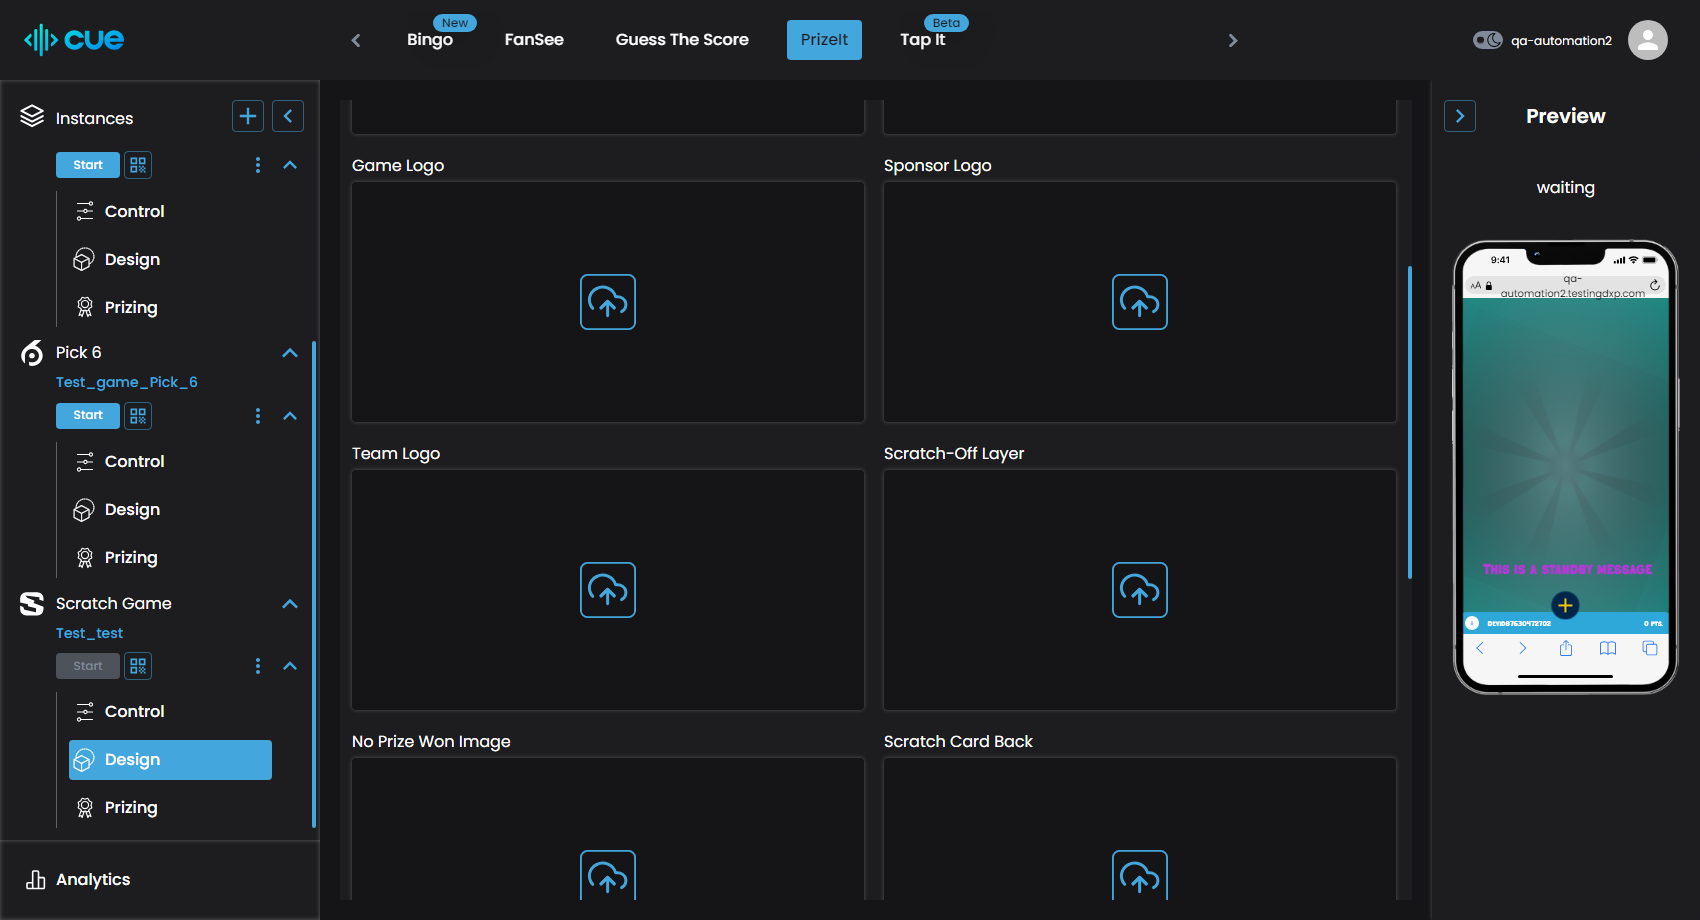 cue
New
Bingo
FanSee
Guess The Score
PrizeIt
Beta
Tap It
qa-automation2
Instances
Start
Control
Design
Prizing
Pick 6
Test_game_Pick_6
Start
Control
Design
Prizing
Scratch Game
Test_test
Start
Control
Design
Prizing
Analytics
Game Logo
Sponsor Logo
Team Logo
Scratch-Off Layer
No Prize Won Image
Scratch Card Back
Preview
waiting
9:41
AA
qa-
automation2.testingdxp.com
This is a standby message
0 PTS.